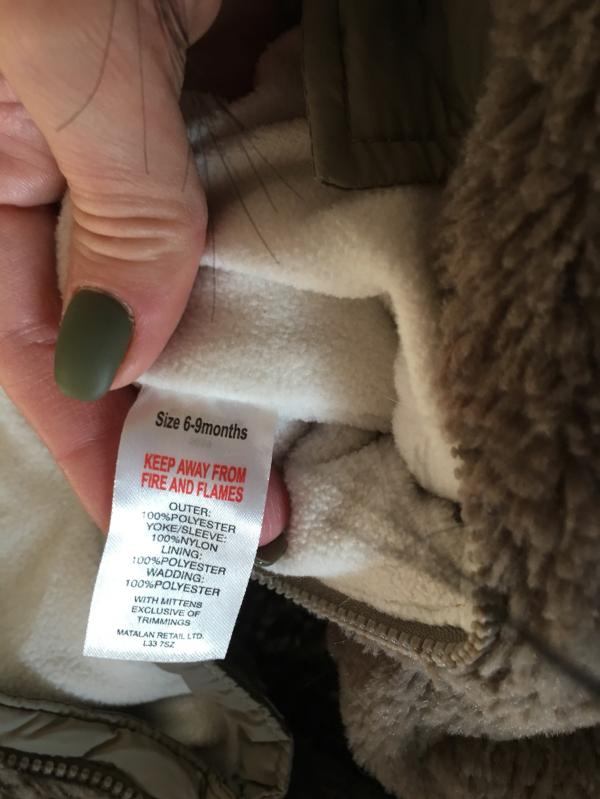 Size 6-9months
KEEP AWAY FROM
FIRE AND FLAMES
OUTER:
100%POLYESTER
YOKE/SLEEVE:
100%NYLON
LINING:
100%POLYESTER
WADDING:
100%POLYESTER
WITH MITTENS
EXCLUSIVE OF
TRIMMINGS
MATALAN RETAIL LTD.
L33 7SZ